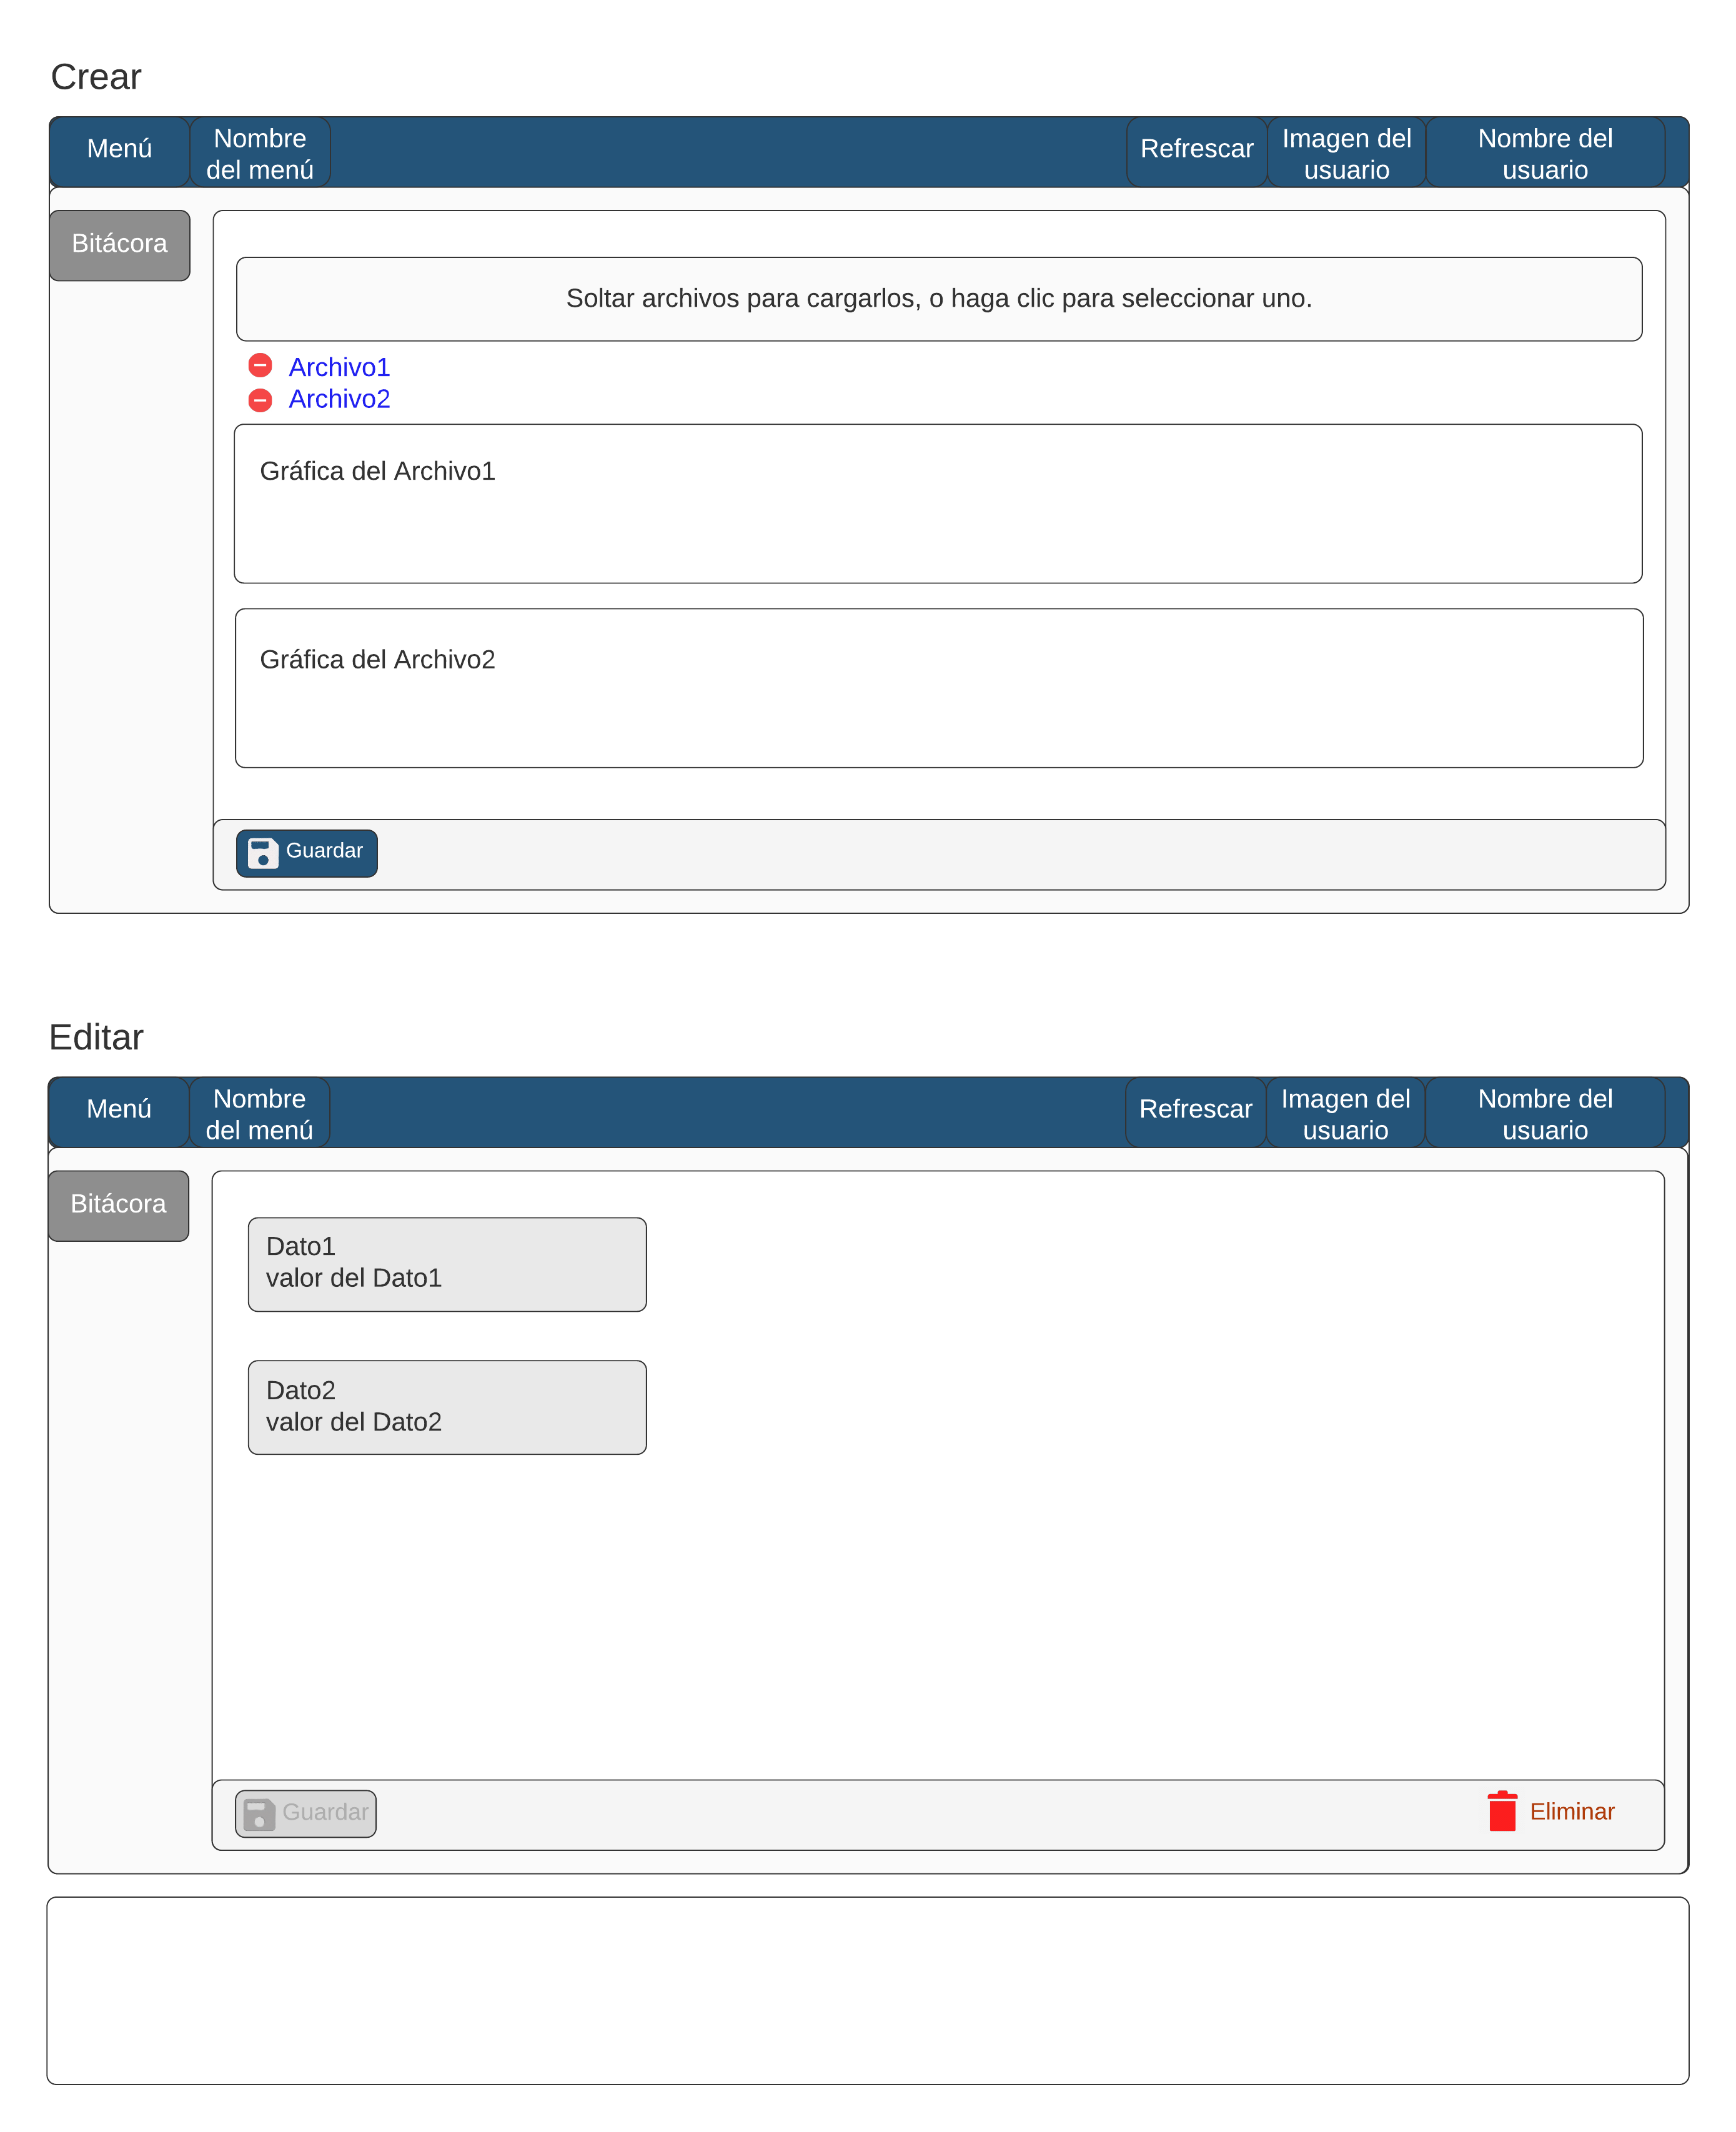 Crear
Menú
Nombre
del menú
Refrescar
Imagen del
usuario
Nombre del
usuario
Bitácora
Soltar archivos para cargarlos, o haga clic para seleccionar uno.
Archivo1
Archivo2
Gráfica del Archivo1
Gráfica del Archivo2
Guardar
Editar
Menú
Nombre
del menú
Refrescar
Imagen del
usuario
Nombre del
usuario
Bitácora
Dato1
valor del Dato1
Dato2
valor del Dato2
Guardar
Eliminar